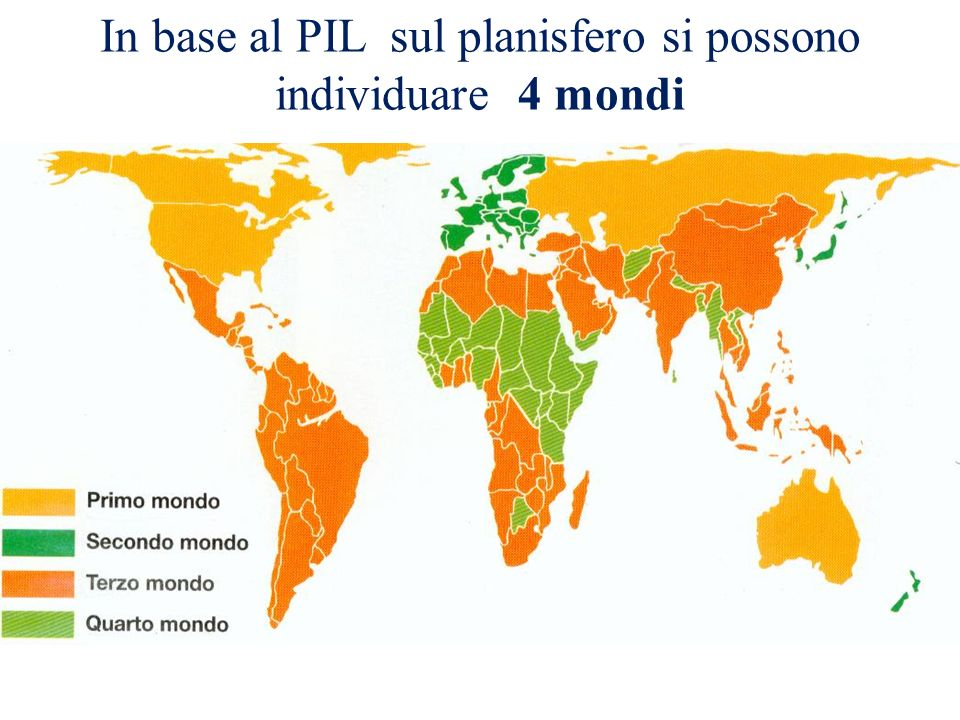 In base al PIL sul planisfero si possono
individuare 4 mondi
Primo mondo
Secondo mondo
Terzo mondo
Quarto mondo